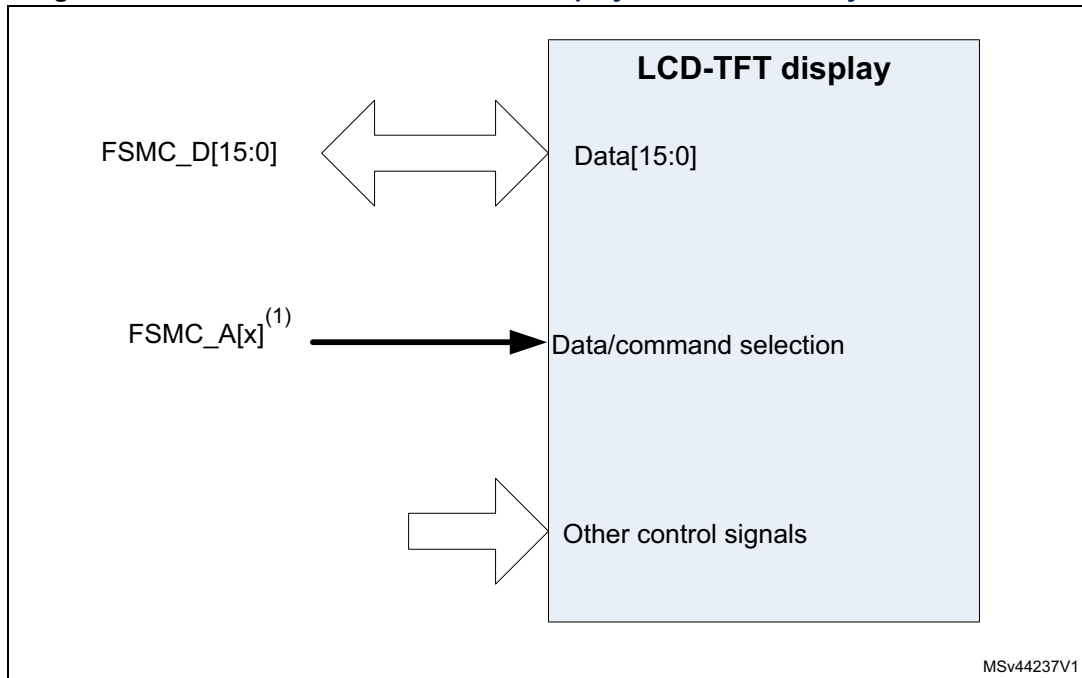 LCD-TFT display
FSMC_D[15:0]
Data[15:0]
FSMC_A[x](1)
Data/command selection
Other control signals
MSv44237V1